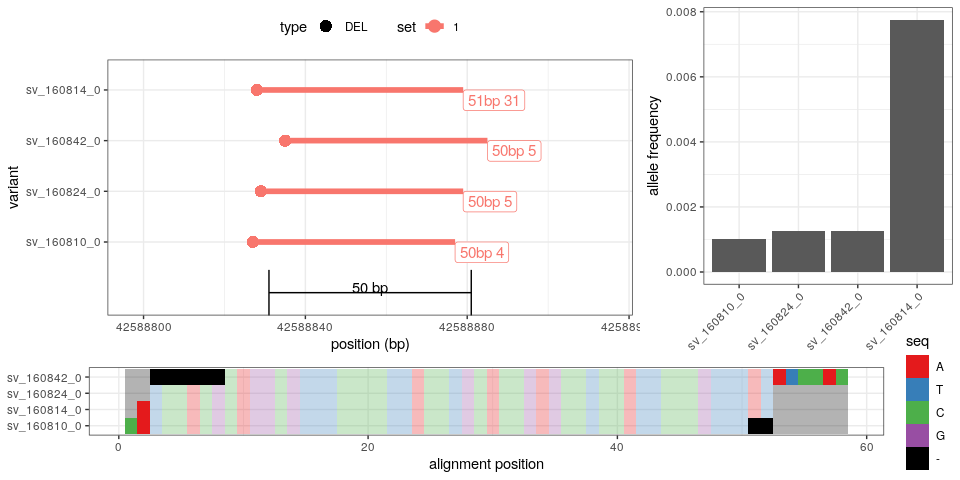 type DEL set 1
variant
sv_160814_0
51bp 31
sv_160842_0
50bp 5
sv_160824_0
50bp 5
sv_160810_0
50bp 4
50 bp
42588800 42588840 42588880 425889
position (bp)
allele frequency
0.008
0.006
0.004
0.002
0.000
sv_160810_0 sv_160824_0 sv_160842_0 sv_160814_0
sv_160842_0
sv_160824_0
sv_160814_0
sv_160810_0
0 20 40 60
alignment position
seq
A
T
C
G
-